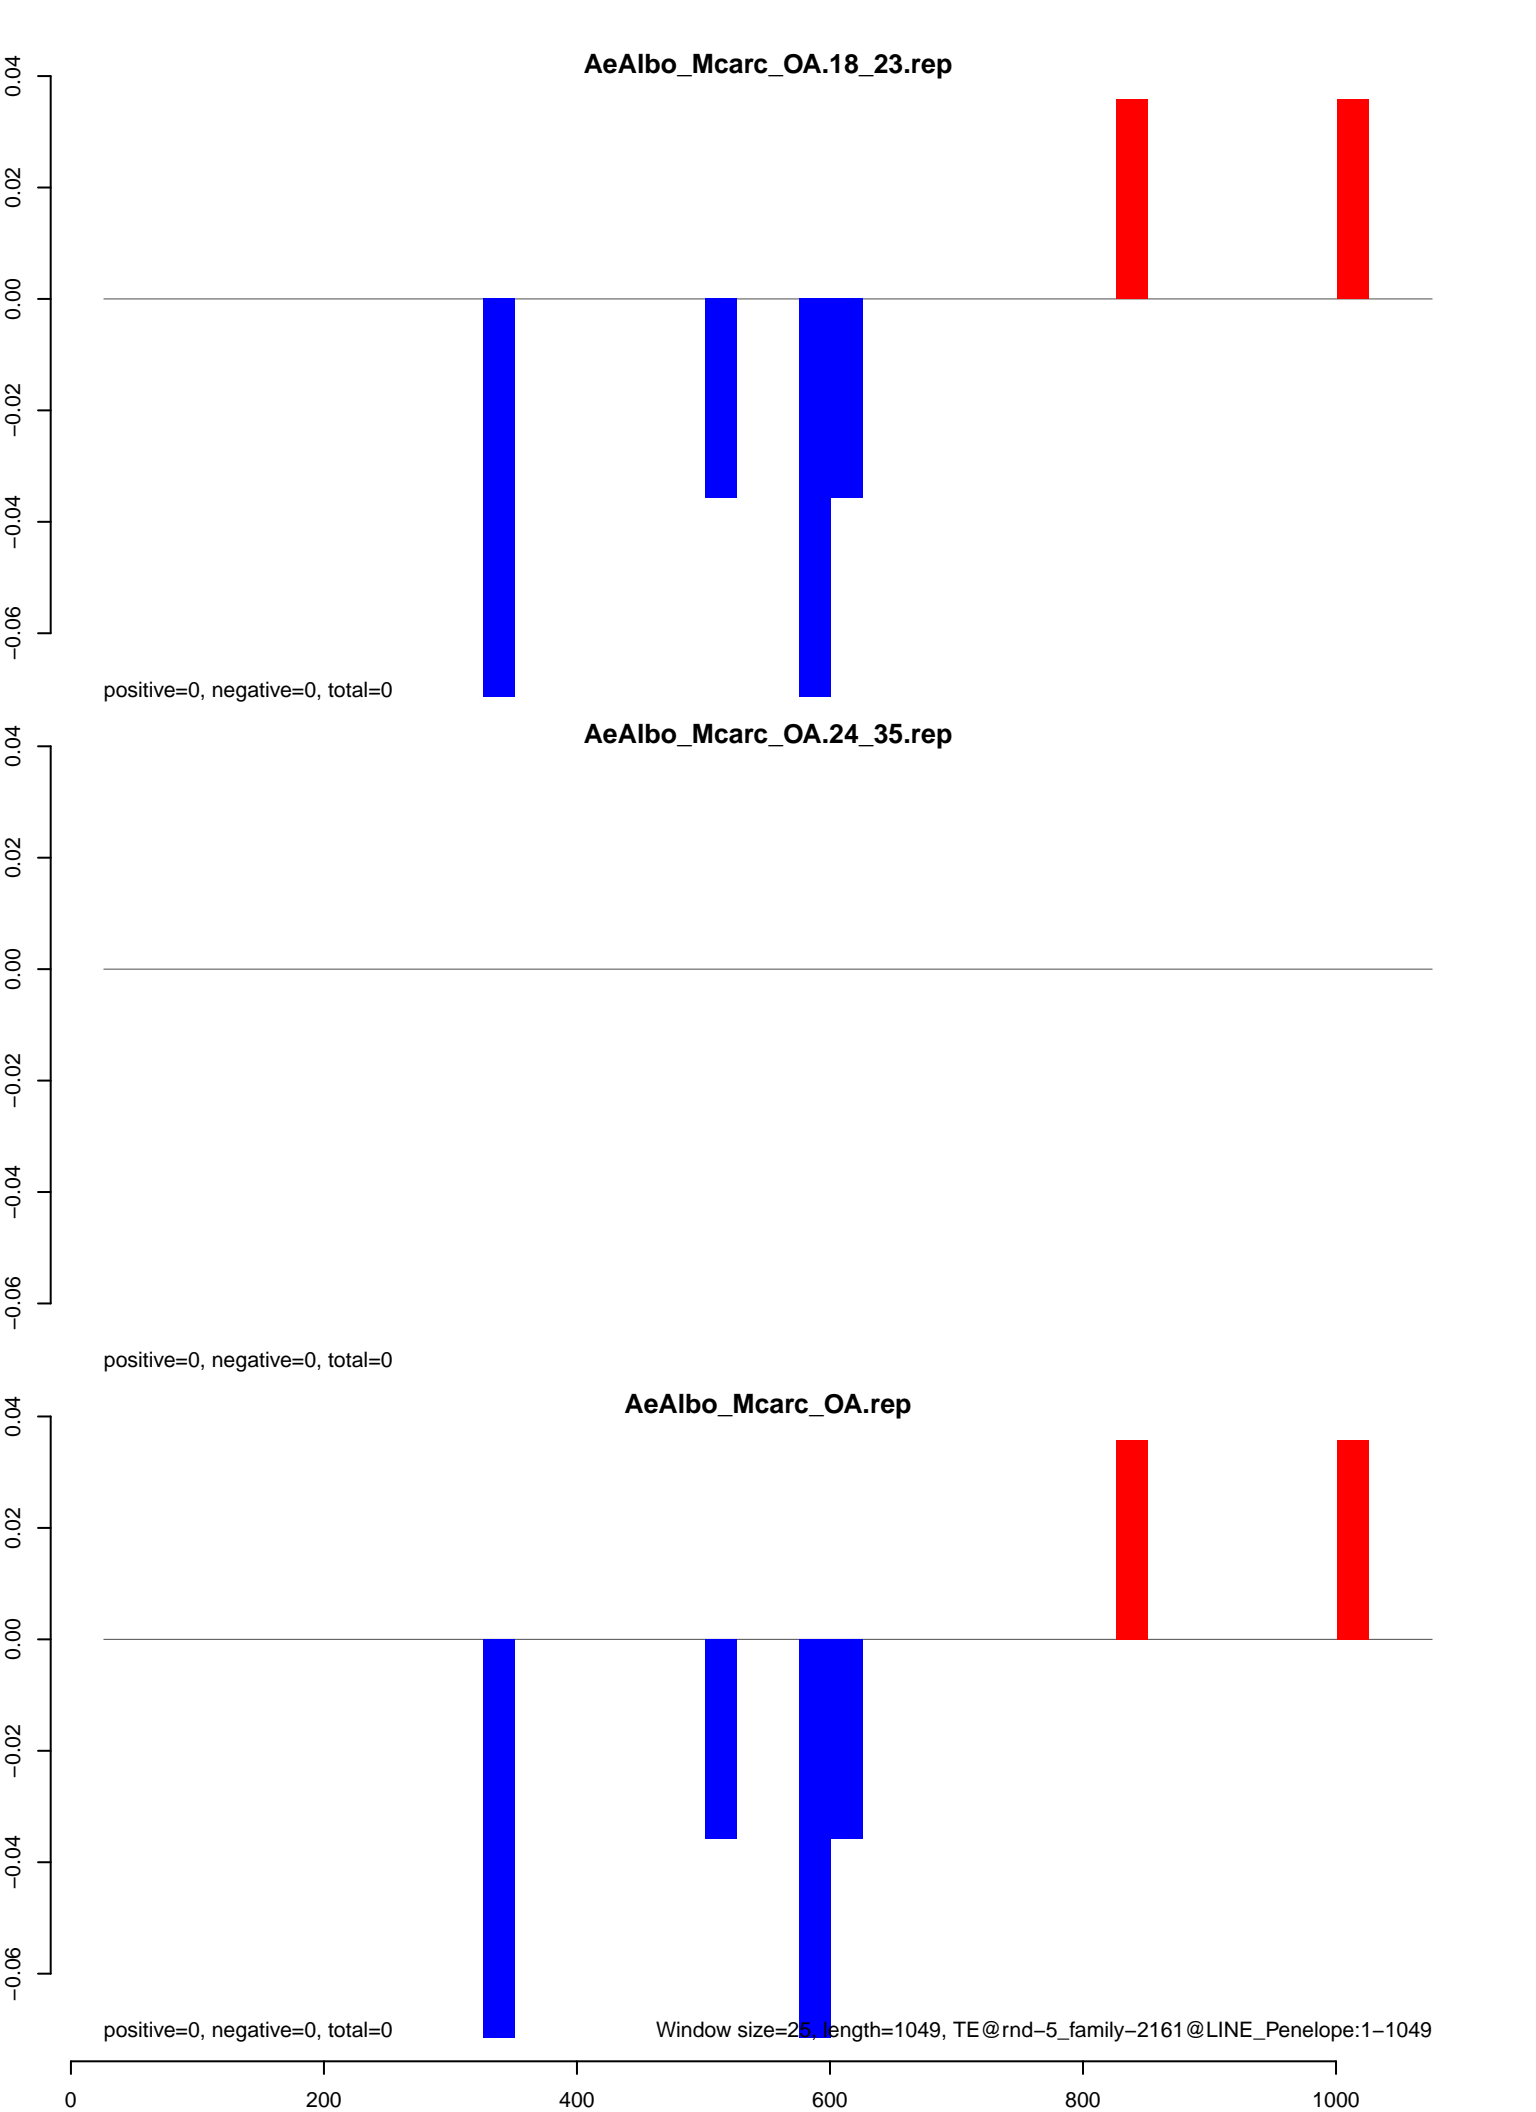 AeAlbo_Mcarc_OA.18_23.rep
0.04
0.02
0.00
−0.02
−0.04
−0.06
positive=0, negative=0, total=0
AeAlbo_Mcarc_OA.24_35.rep
0.04
0.02
0.00
−0.02
−0.04
−0.06
positive=0, negative=0, total=0
AeAlbo_Mcarc_OA.rep
0.04
0.02
0.00
−0.02
−0.04
−0.06
positive=0, negative=0, total=0
Window size=25, length=1049, TE@rnd−5_family−2161@LINE_Penelope:1−1049
0 200 400 600 800 1000